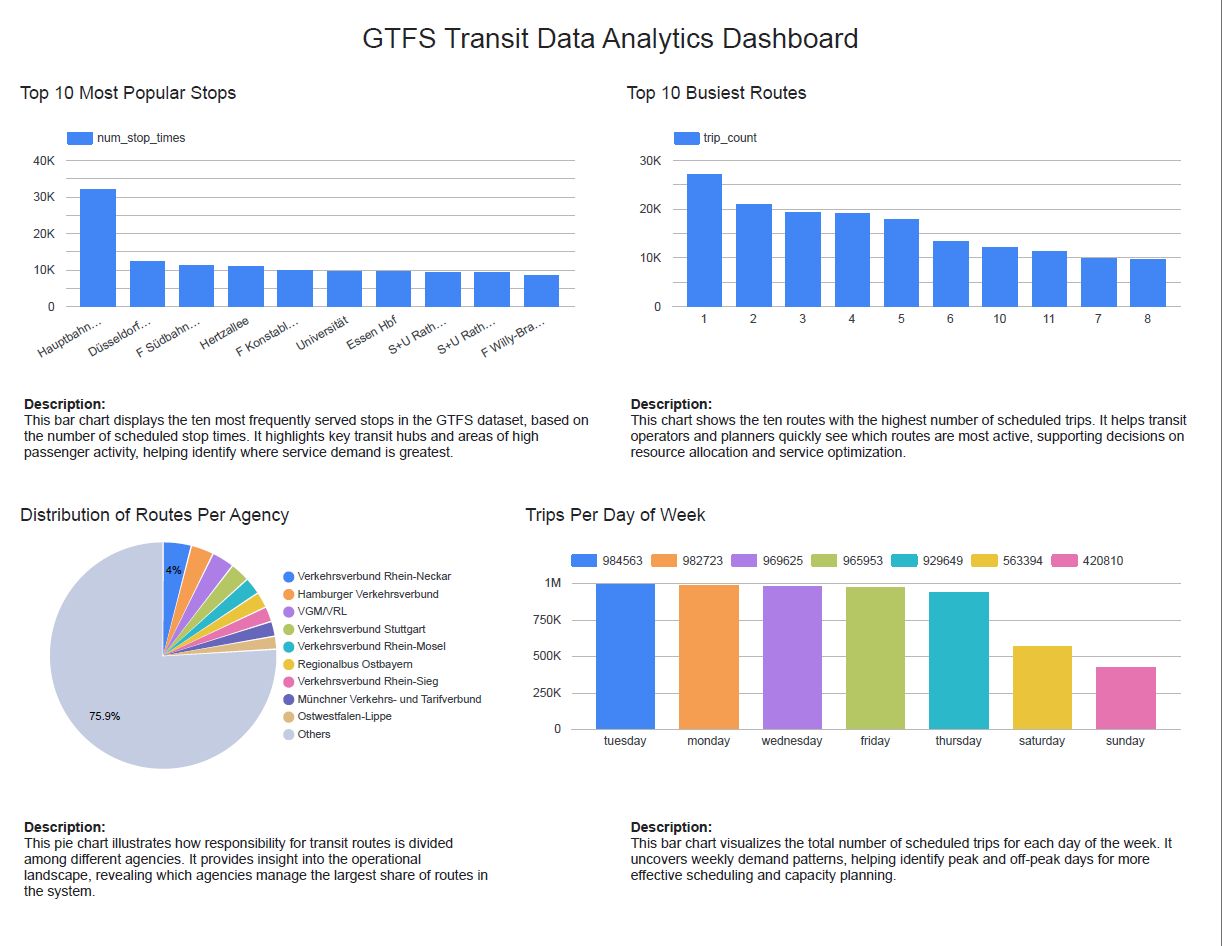 GTFS Transit Data Analytics Dashboard
Top 10 Most Popular Stops
num_stop_times
40K
30K
20K
10K
0
Hauptbahn...
Düsseldorf...
F Südbahn...
Hertzallee
F Konstabl...
Universität
Essen Hbf
S+U Rath...
S+U Rath...
F Willy-Bra...
Description:
This bar chart displays the ten most frequently served stops in the GTFS dataset, based on
the number of scheduled stop times. It highlights key transit hubs and areas of high
passenger activity, helping identify where service demand is greatest.
Top 10 Busiest Routes
trip_count
30K
20K
10K
0
1 2 3 4 5 6 10 11 7 8
Description:
This chart shows the ten routes with the highest number of scheduled trips. It helps transit
operators and planners quickly see which routes are most active, supporting decisions on
resource allocation and service optimization.
Distribution of Routes Per Agency
4%
75.9%
Verkehrsverbund Rhein-Neckar
Hamburger Verkehrsverbund
VGM/VRL
Verkehrsverbund Stuttgart
Verkehrsverbund Rhein-Mosel
Regionalbus Ostbayern
Verkehrsverbund Rhein-Sieg
Münchner Verkehrs- und Tarifverbund
Ostwestfalen-Lippe
Others
Description:
This pie chart illustrates how responsibility for transit routes is divided
among different agencies. It provides insight into the operational
landscape, revealing which agencies manage the largest share of routes in
the system.
Trips Per Day of Week
984563 982723 969625 965953 929649 563394 420810
1M
750K
500K
250K
0
tuesday monday wednesday friday thursday saturday sunday
Description:
This bar chart visualizes the total number of scheduled trips for each day of the week. It
uncovers weekly demand patterns, helping identify peak and off-peak days for more
effective scheduling and capacity planning.